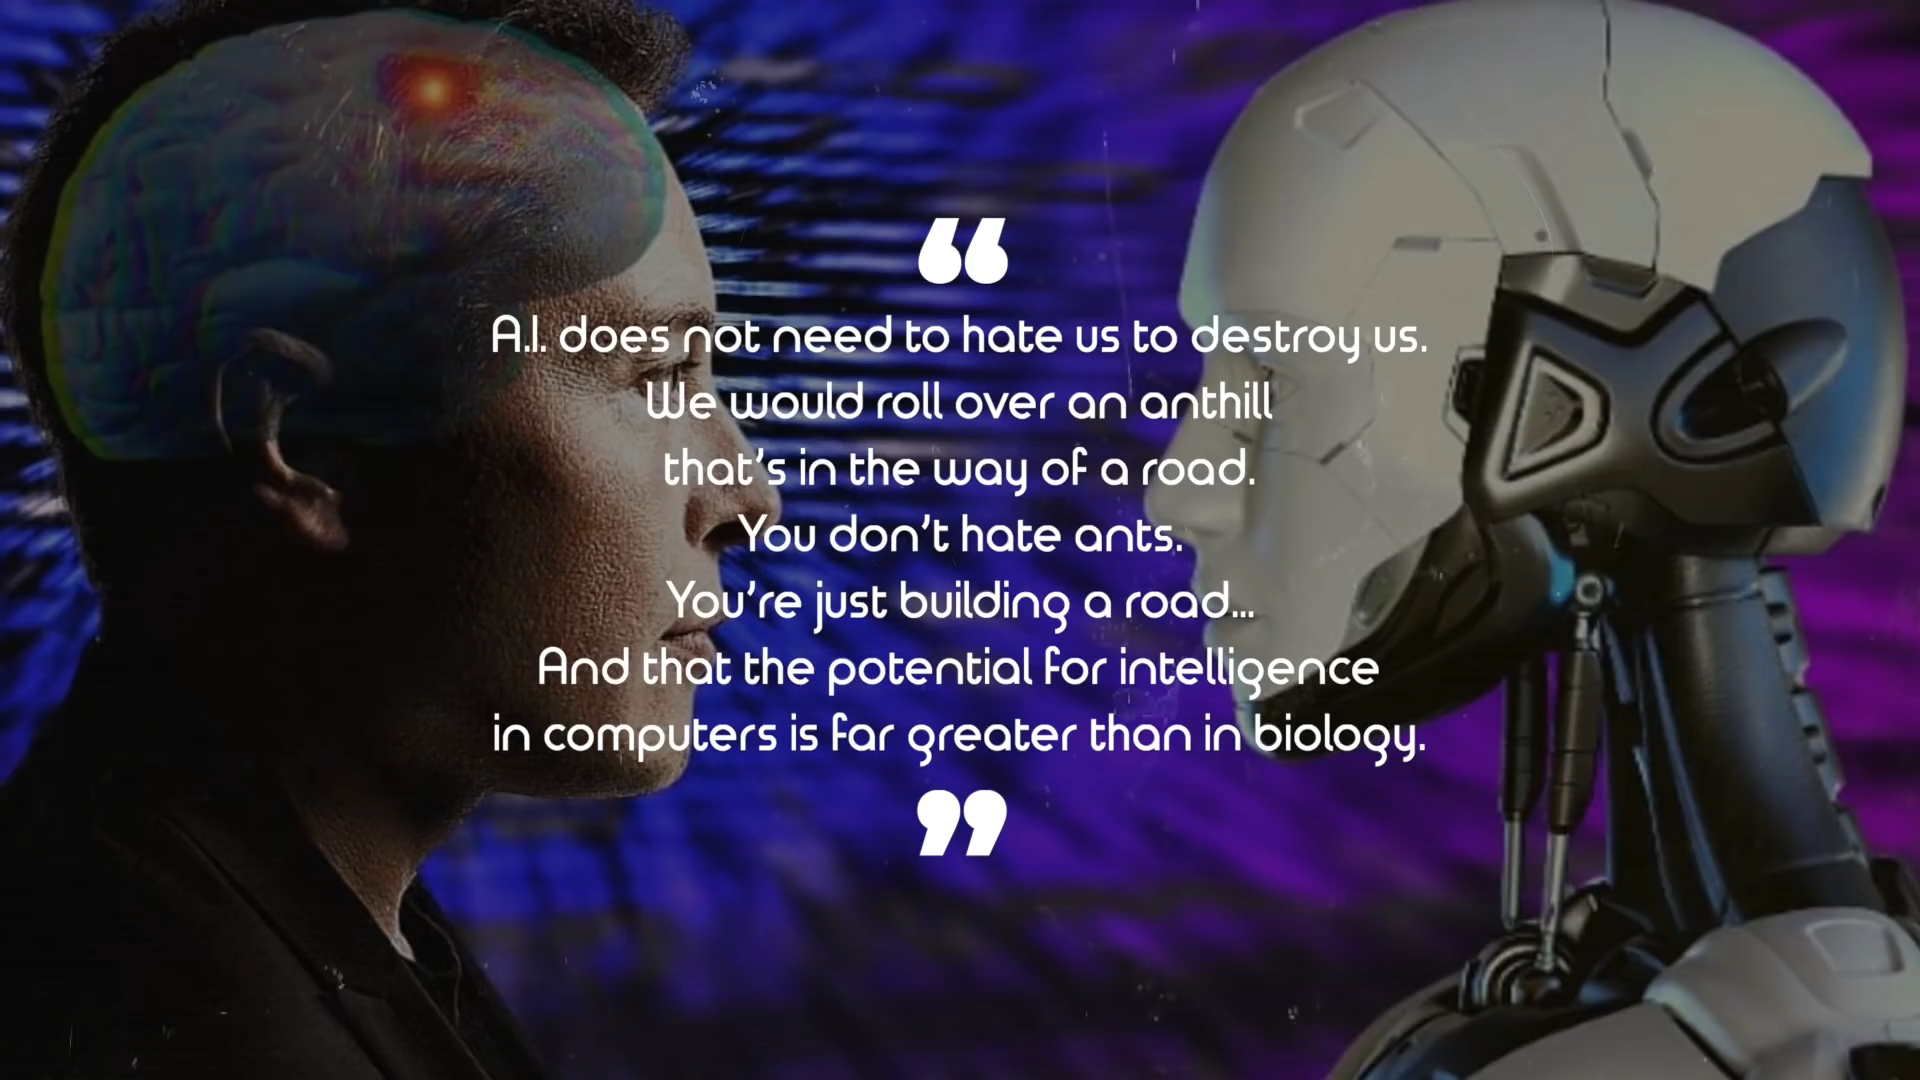 “
A.I. does not need to hate us to destroy us.
We would roll over an anthill
that’s in the way of a road.
You don’t hate ants.
You’re just building a road...
And that the potential for intelligence
in computers is far greater than in biology.
”